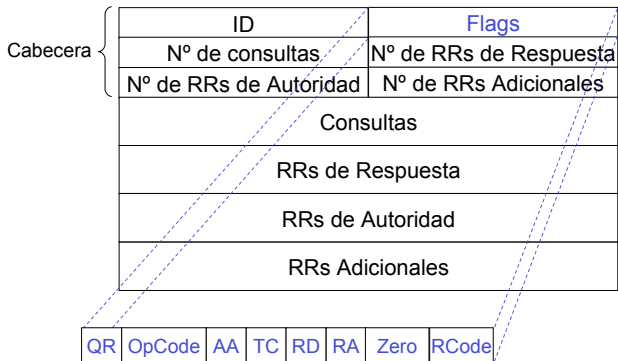 ID Flags
Cabecera
Nº de consultas Nº de RRs de Respuesta
Nº de RRs de Autoridad Nº de RRs Adicionales
Consultas
RRs de Respuesta
RRs de Autoridad
RRs Adicionales
QR OpCode AA TC RD RA Zero RCode